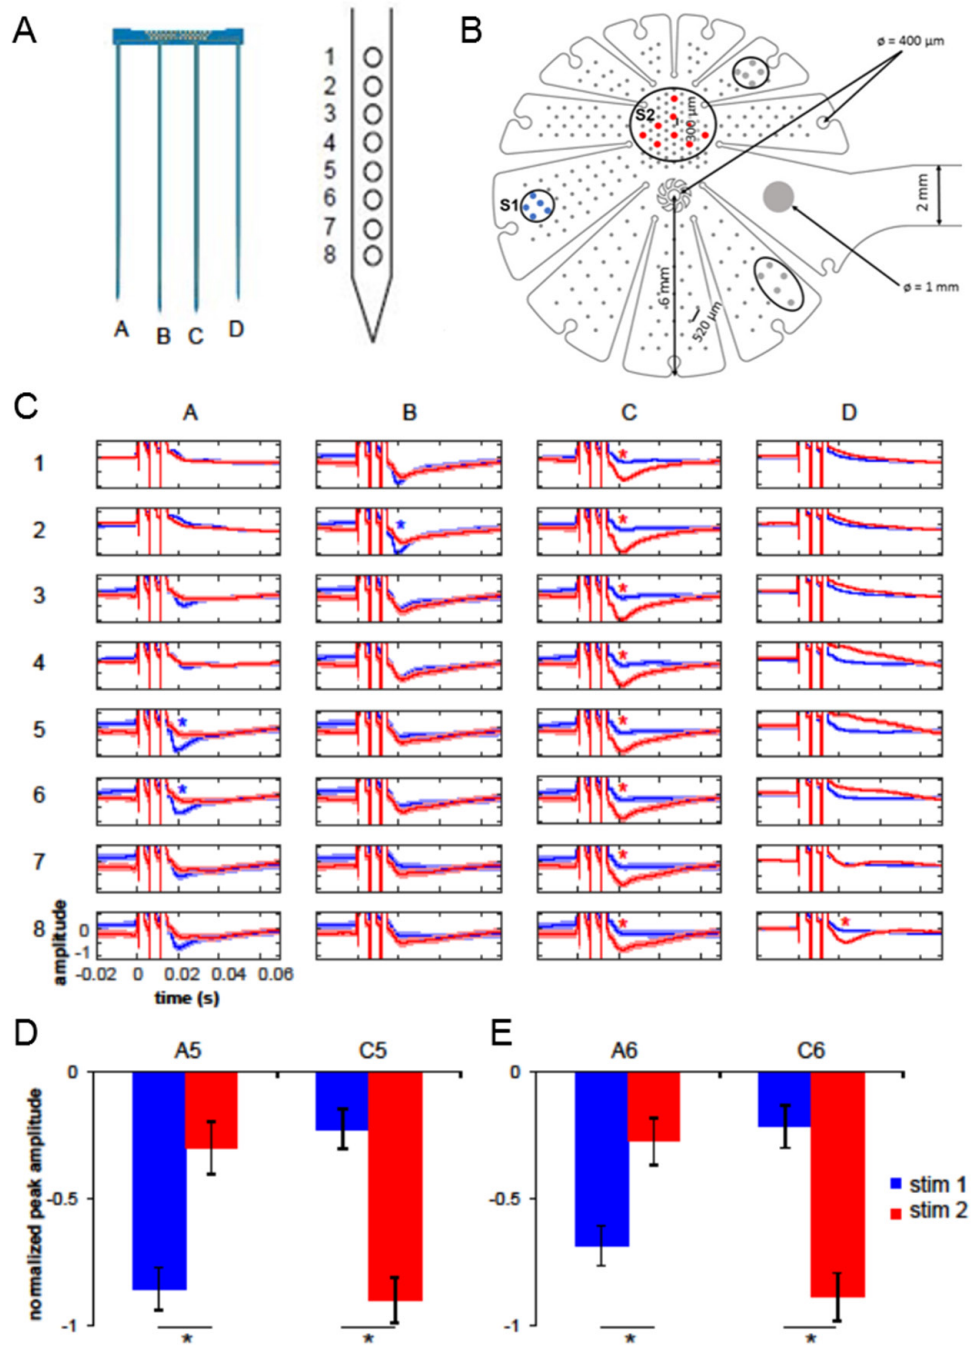 A
A B C D
1
2
3
4
5
6
7
8
B
ø = 400 µm
S2
300 µm
S1
2 mm
6 mm
520 µm
ø = 1 mm
C
A B C D
1
2
3
4
5
6
7
8
*
*
*
*
*
*
*
*
*
*
*
*
amplitude
0
-1
-0.02 0 0.02 0.04 0.06
time (s)
D
A5 C5
normalized peak amplitude
0
-0.5
-1
* *
E
A6 C6
0
-0.5
-1
* *
stim 1
stim 2